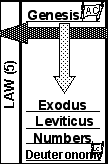 LAW (5)
Genesis
Exodus
Leviticus
Numbers
Deuteronomy